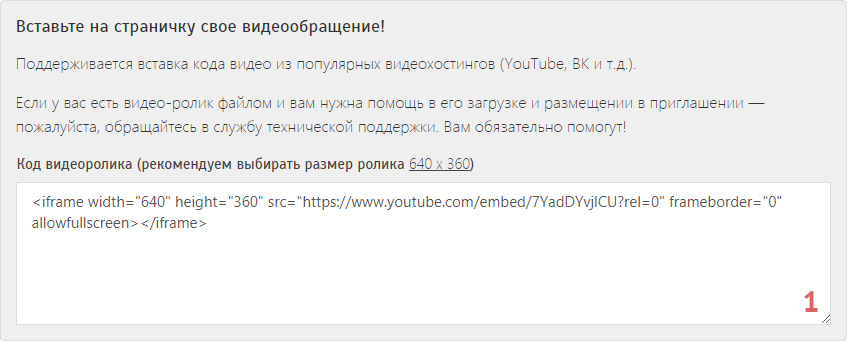 Вставьте на страничку свое видеообращение!
Поддерживается вставка кода видео из популярных видеохостингов (YouTube, ВК и т.д.).
Если у вас есть видео-ролик файлом и вам нужна помощь в его загрузке и размещении в приглашении —
пожалуйста, обращайтесь в службу технической поддержки. Вам обязательно помогут!
Код видеоролика (рекомендуем выбирать размер ролика 640 x 360)
<iframe width="640" height="360" src="https://www.youtube.com/embed/7YadDYvjlCU?rel=0" frameborder="0"
allowfullscreen></iframe>
1